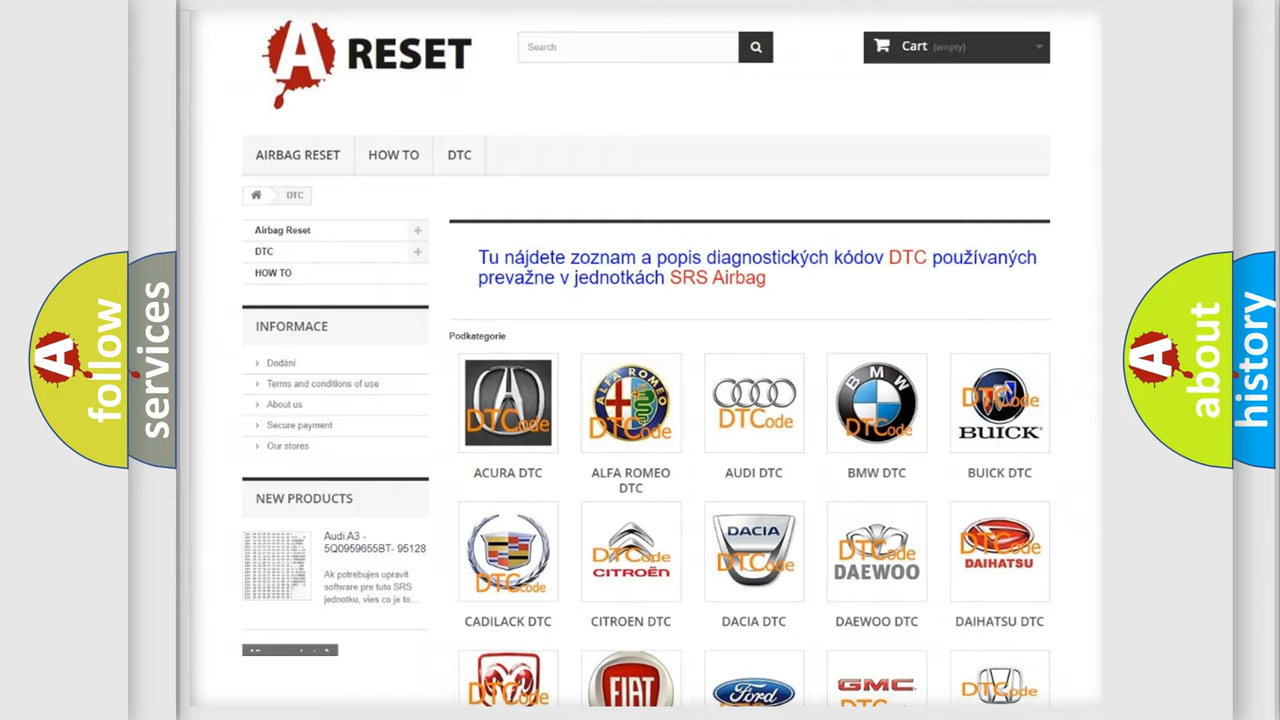 A RESET
Search
Cart (empty)
AIRBAG RESET
HOW TO
DTC
DTC
Airbag Reset
DTC
HOW TO
INFORMACE
Dodání
Terms and conditions of use
About us
Secure payment
Our stores
NEW PRODUCTS
Audi A3 -
5Q0959655BT- 95128
Ak potrebujes upravit
software pre tuto SRS
jednotku, vies co je to...
Tu nájdete zoznam a popis diagnostických kódov DTC používaných
prevažne v jednotkách SRS Airbag
Podkategorie
DTCode
ALFA ROMEO
DTCode
DTCode
BMW
DTCode
DTCode
BUICK
ACURA DTC
ALFA ROMEO
DTC
AUDI DTC
BMW DTC
BUICK DTC
DTCode
DTCode
CITROËN
DACIA
DTCode
DTCode
DAEWOO
DTCode
DAIHATSU
CADILACK DTC
CITROEN DTC
DACIA DTC
DAEWOO DTC
DAIHATSU DTC
DTCode
FIAT
Ford
GMC
DTCode
A follow
services
A about
history